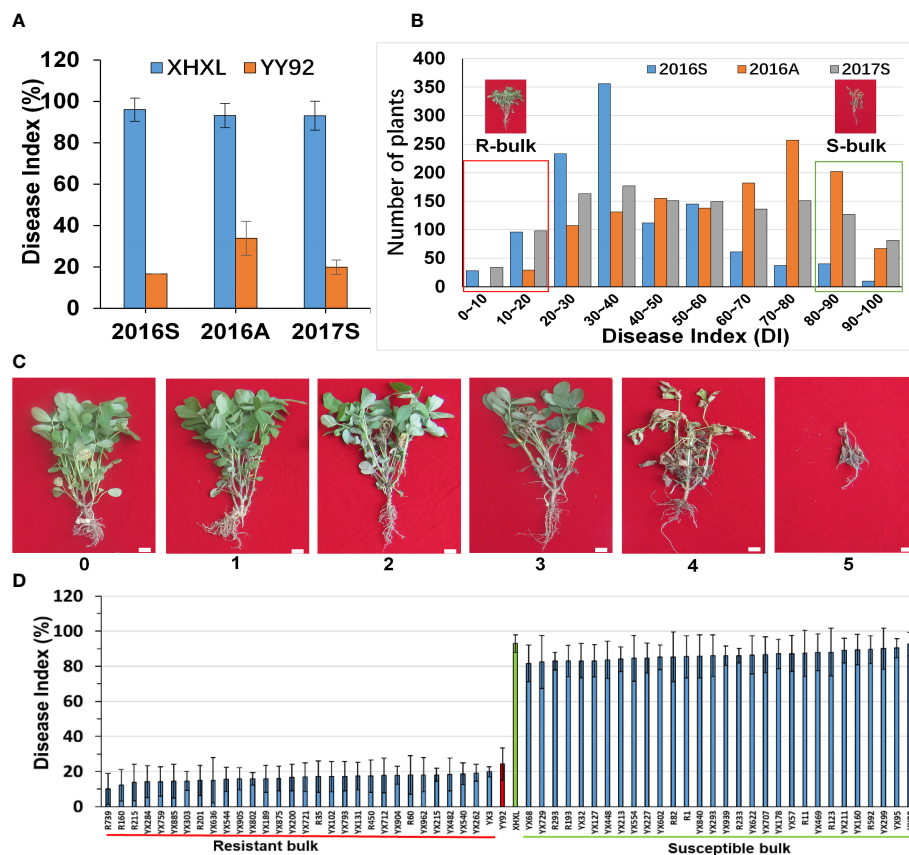 A
Disease Index (%)
120
100
80
60
40
20
0
XHXL YY92
2016S 2016A 2017S
B
Number of plants
400
350
300
250
200
150
100
50
0
2016S 2016A 2017S
R-bulk S-bulk
0~10 10~20 20~30 30~40 40~50 50~60 60~70 70~80 80~90 90~100
Disease Index (DI)
C
0 1 2 3 4 5
D
Disease Index (%)
120
100
80
60
40
20
0
R739 R160 R215 YX284 YX759 YX885 YX303 R201 YX636 YX544 YX905 YX802 YX189 YX875 YX200 YX721 R35 YX102 YX793 YX131 R450 YX712 YX904 R60 YX962 YX215 YX482 YX540 YX262 YX3 YY92 XHXL YX68 YX729 R293 R193 YX32 YX127 YX448 YX213 YX554 YX227 YX602 R82 R1 YX840 YX293 YX939 R233 YX622 YX707 YX178 YX57 R11 YX469 R123 YX211 YX160 R592 YX299 YX95
Resistant bulk Susceptible bulk